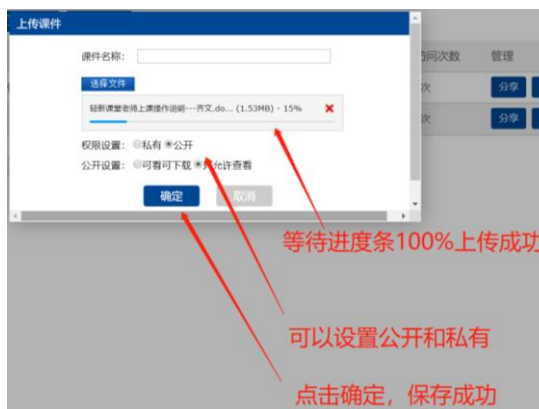 上传课件
课件名称：
访问次数 管理
选择文件
次 分享
轻新课堂老师上课操作说明---齐文.do... (1.53MB) - 15%
次 分享
权限设置： 私有 公开
公开设置： 可看可下载 只允许查看
确定 取消
等待进度条100%上传成功
可以设置公开和私有
点击确定，保存成功